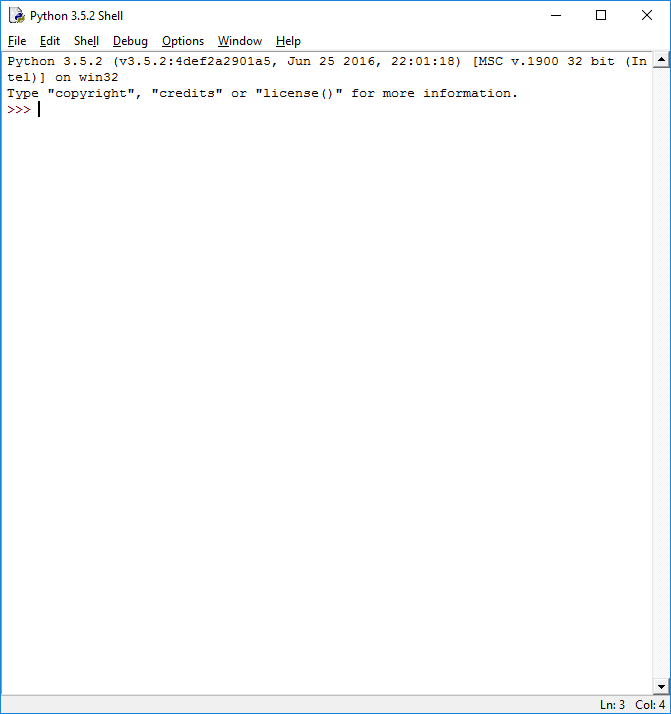 Python 3.5.2 Shell
File Edit Shell Debug Options Window Help
Python 3.5.2 (v3.5.2:4def2a2901a5, Jun 25 2016, 22:01:18) [MSC v.1900 32 bit (In
tel)] on win32
Type "copyright", "credits" or "license()" for more information.
>>>
Ln: 3 Col: 4